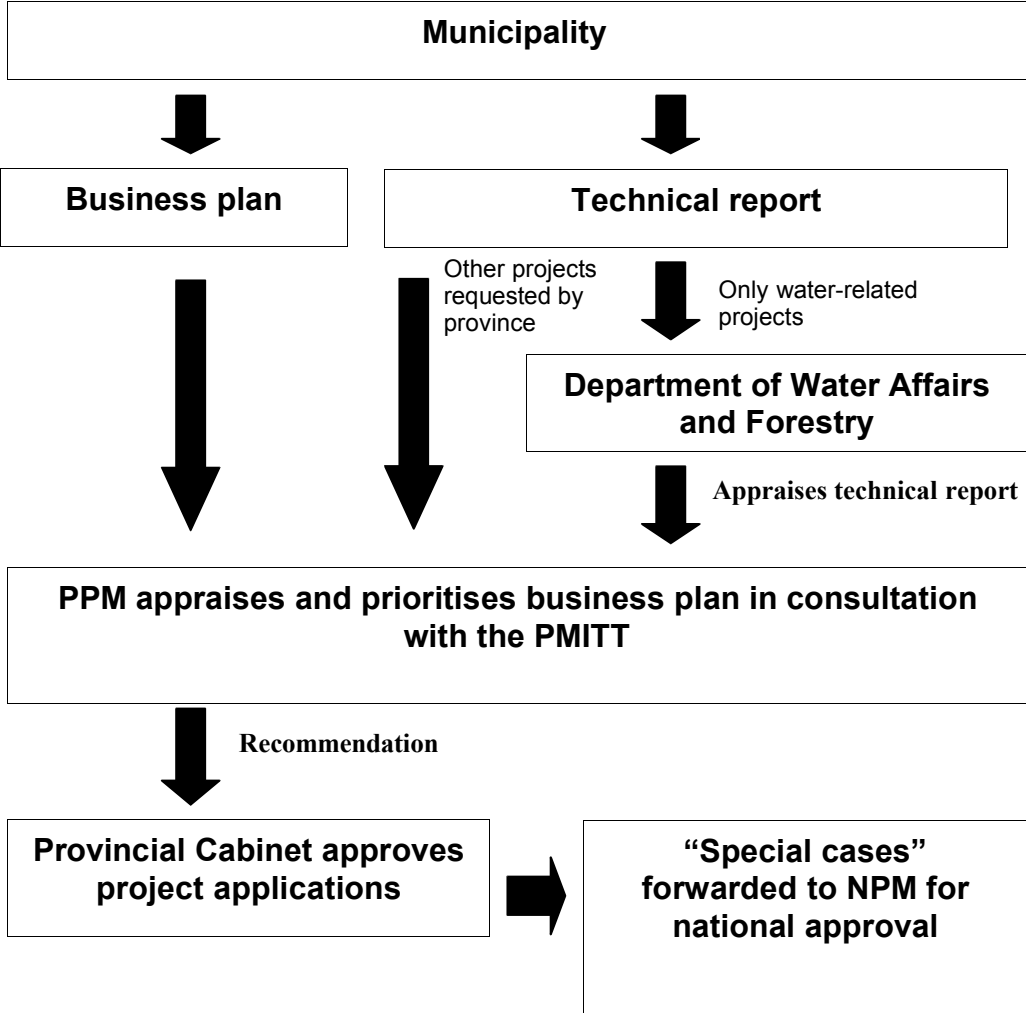 Municipality
Business plan
Technical report
Other projects
requested by
province
Only water-related
projects
Department of Water Affairs
and Forestry
Appraises technical report
PPM appraises and prioritises business plan in consultation
with the PMITT
Recommendation
Provincial Cabinet approves
project applications
“Special cases”
forwarded to NPM for
national approval